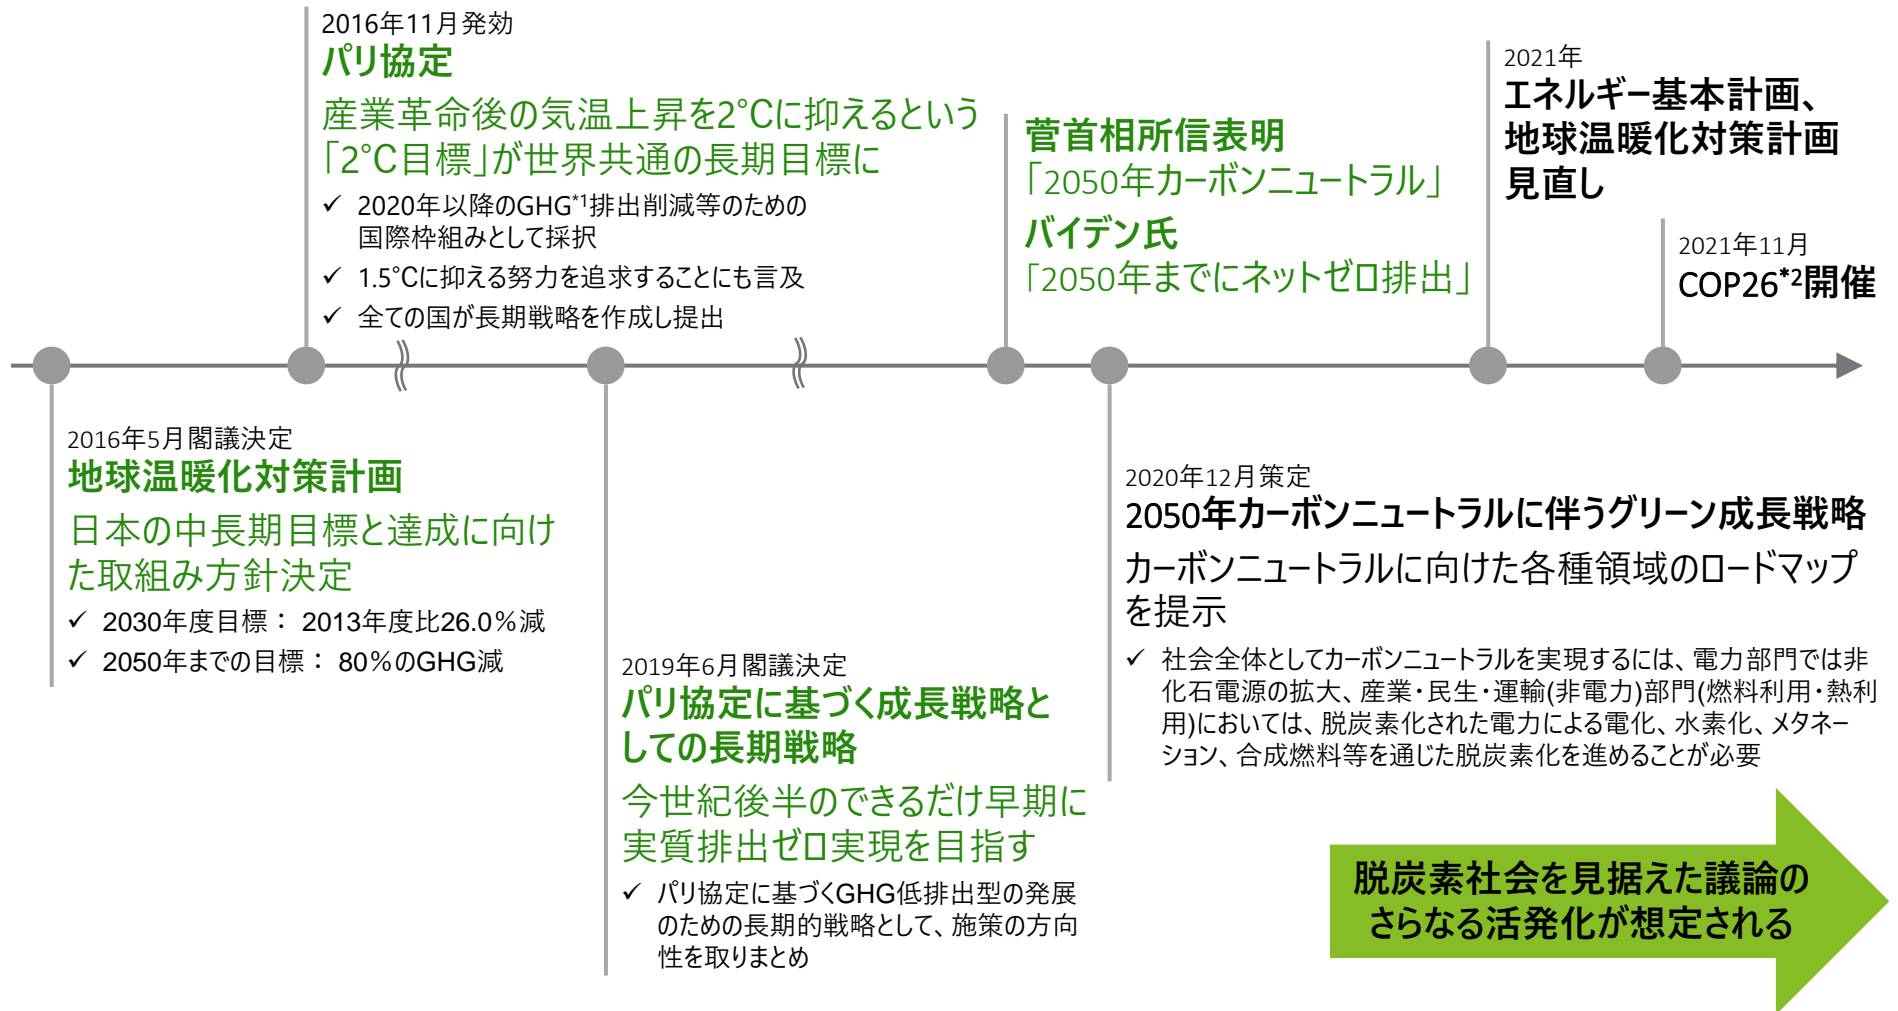 2016年11月発効
パリ協定
産業革命後の気温上昇を2℃に抑えるという
「2℃目標」が世界共通の長期目標に
✓ 2020年以降のGHG*1排出削減等のための
国際枠組みとして採択
✓ 1.5℃に抑える努力を追求することにも言及
✓ 全ての国が長期戦略を作成し提出
菅首相所信表明
「2050年カーボンニュートラル」
バイデン氏
「2050年までにネットゼロ排出」
2021年
エネルギー基本計画、
地球温暖化対策計画
見直し
2021年11月
COP26*2開催
2016年5月閣議決定
地球温暖化対策計画
日本の中長期目標と達成に向け
た取組み方針決定
✓ 2030年度目標： 2013年度比26.0％減
✓ 2050年までの目標： 80％のGHG減
2019年6月閣議決定
パリ協定に基づく成長戦略と
しての長期戦略
今世紀後半のできるだけ早期に
実質排出ゼロ実現を目指す
✓ パリ協定に基づくGHG低排出型の発展
のための長期的戦略として、施策の方向
性を取りまとめ
2020年12月策定
2050年カーボンニュートラルに伴うグリーン成長戦略
カーボンニュートラルに向けた各種領域のロードマップ
を提示
✓ 社会全体としてカーボンニュートラルを実現するには、電力部門では非
化石電源の拡大、産業・民生・運輸(非電力)部門(燃料利用・熱利
用)においては、脱炭素化された電力による電化、水素化、メタネー
ション、合成燃料等を通じた脱炭素化を進めることが必要
脱炭素社会を見据えた議論の
さらなる活発化が想定される